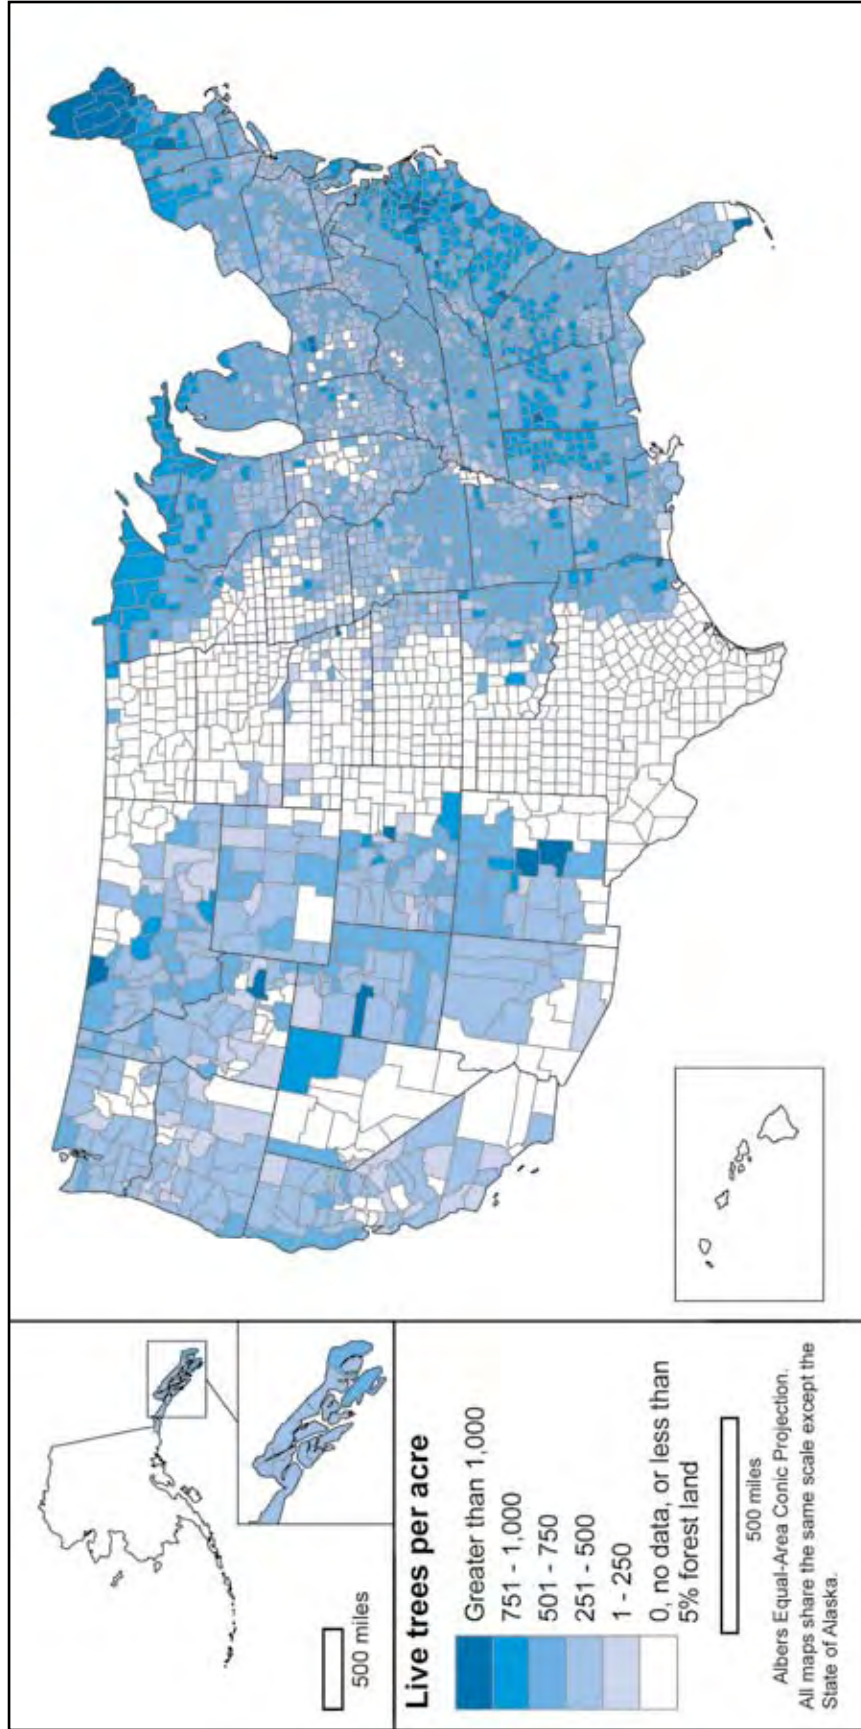 500 miles
Live trees per acre
Greater than 1,000
751 - 1,000
501 - 750
251 - 500
1 - 250
0, no data, or less than
5% forest land
500 miles
Albers Equal-Area Conic Projection.
All maps share the same scale except the
State of Alaska.